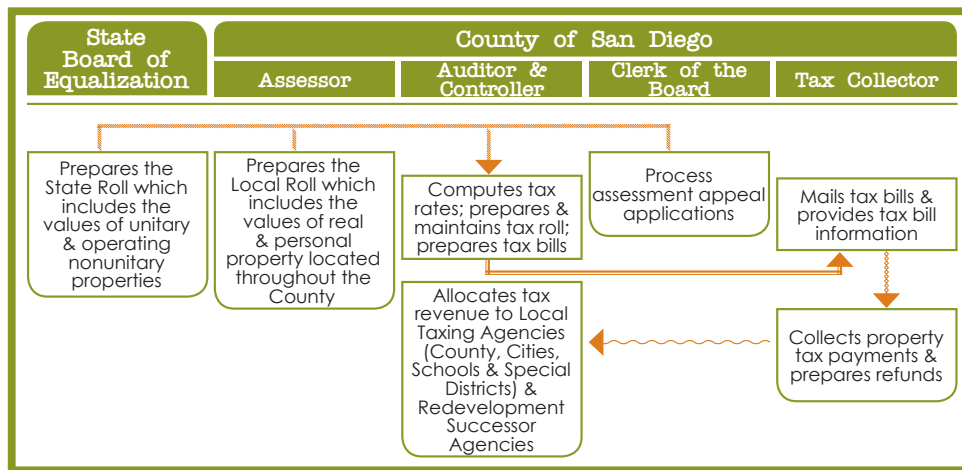 State
Board of
Equalization
County of San Diego
Assessor
Auditor &
Controller
Clerk of the
Board
Tax Collector
Prepares the
State Roll which
includes the
values of unitary
& operating
nonunitary
properties
Prepares the
Local Roll which
includes the
values of real
& personal
property located
throughout the
County
Computes tax
rates; prepares &
maintains tax roll;
prepares tax bills
Process
assessment appeal
applications
Mails tax bills &
provides tax bill
information
Allocates tax
revenue to Local
Taxing Agencies
(County, Cities,
Schools & Special
Districts) &
Redevelopment
Successor
Agencies
Collects property
tax payments &
prepares refunds